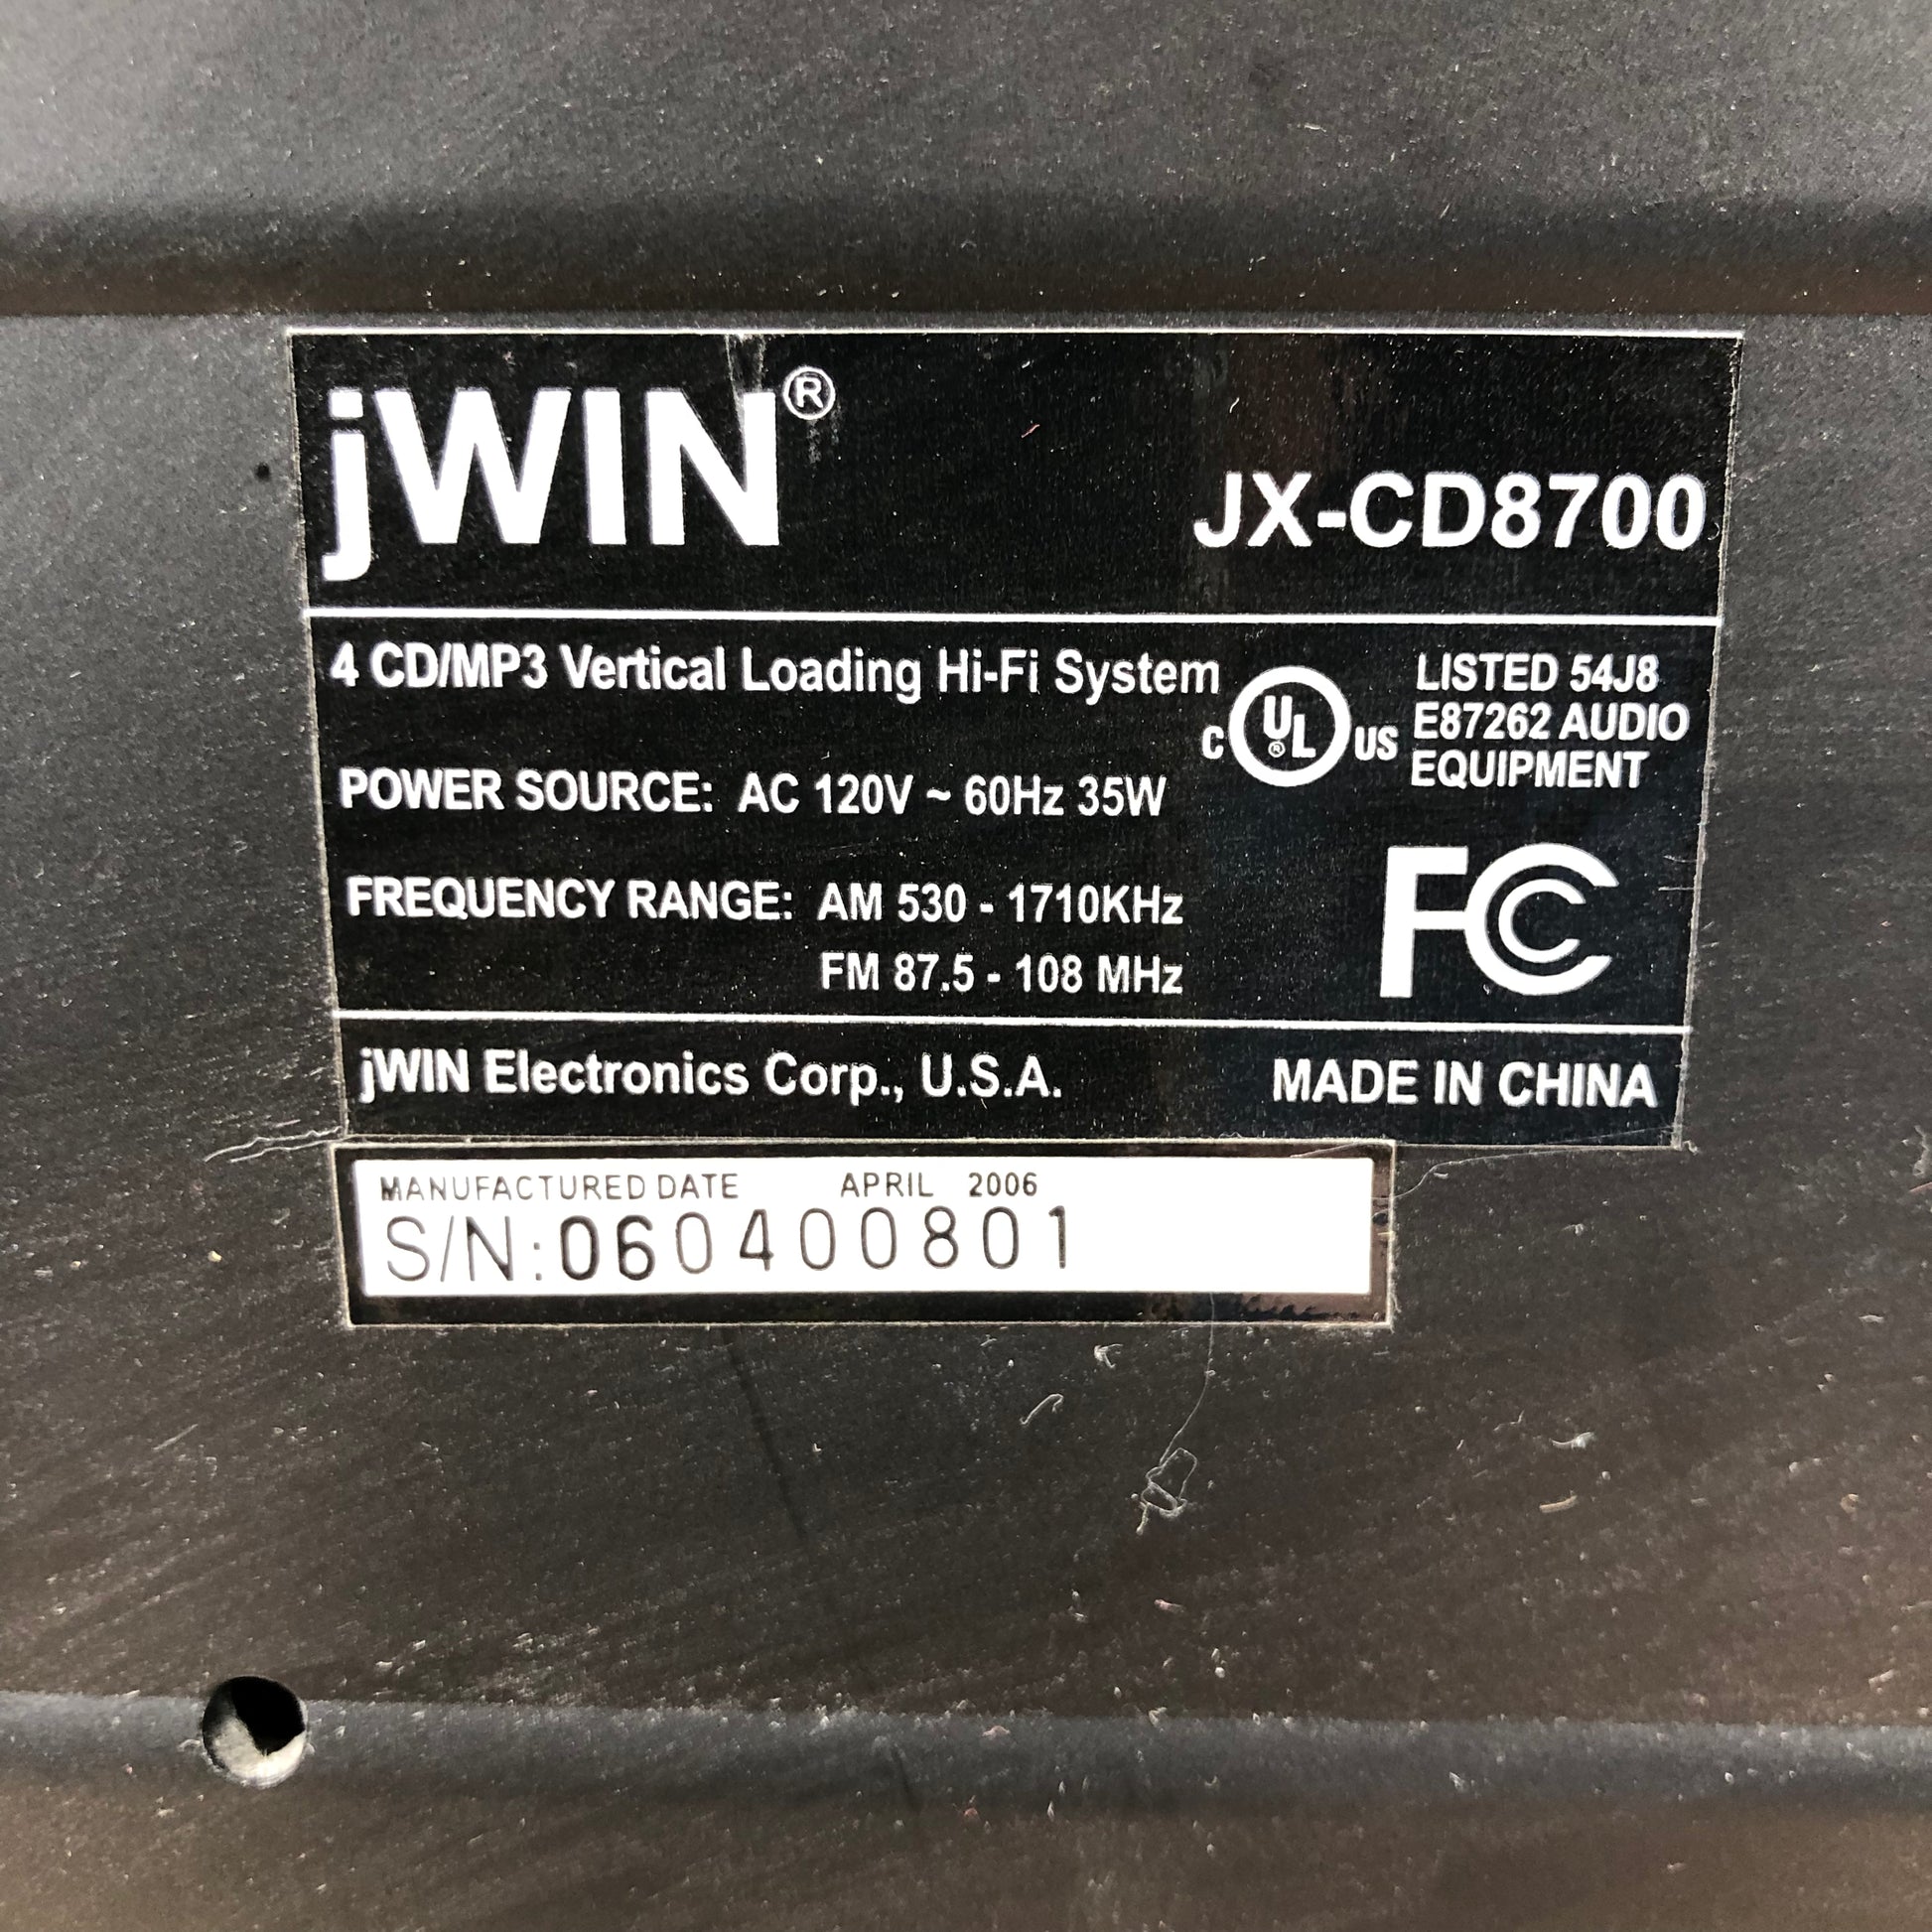 jWIN®
JX-CD8700
4 CD/MP3 Vertical Loading Hi-Fi System
C UL® US
LISTED 54J8
E87262 AUDIO
EQUIPMENT
POWER SOURCE: AC 120V ~ 60Hz 35W
FREQUENCY RANGE: AM 530 - 1710KHz
FM 87.5 - 108 MHz
FC
jWIN Electronics Corp., U.S.A.
MADE IN CHINA
MANUFACTURED DATE APRIL 2006
S/N:060400801